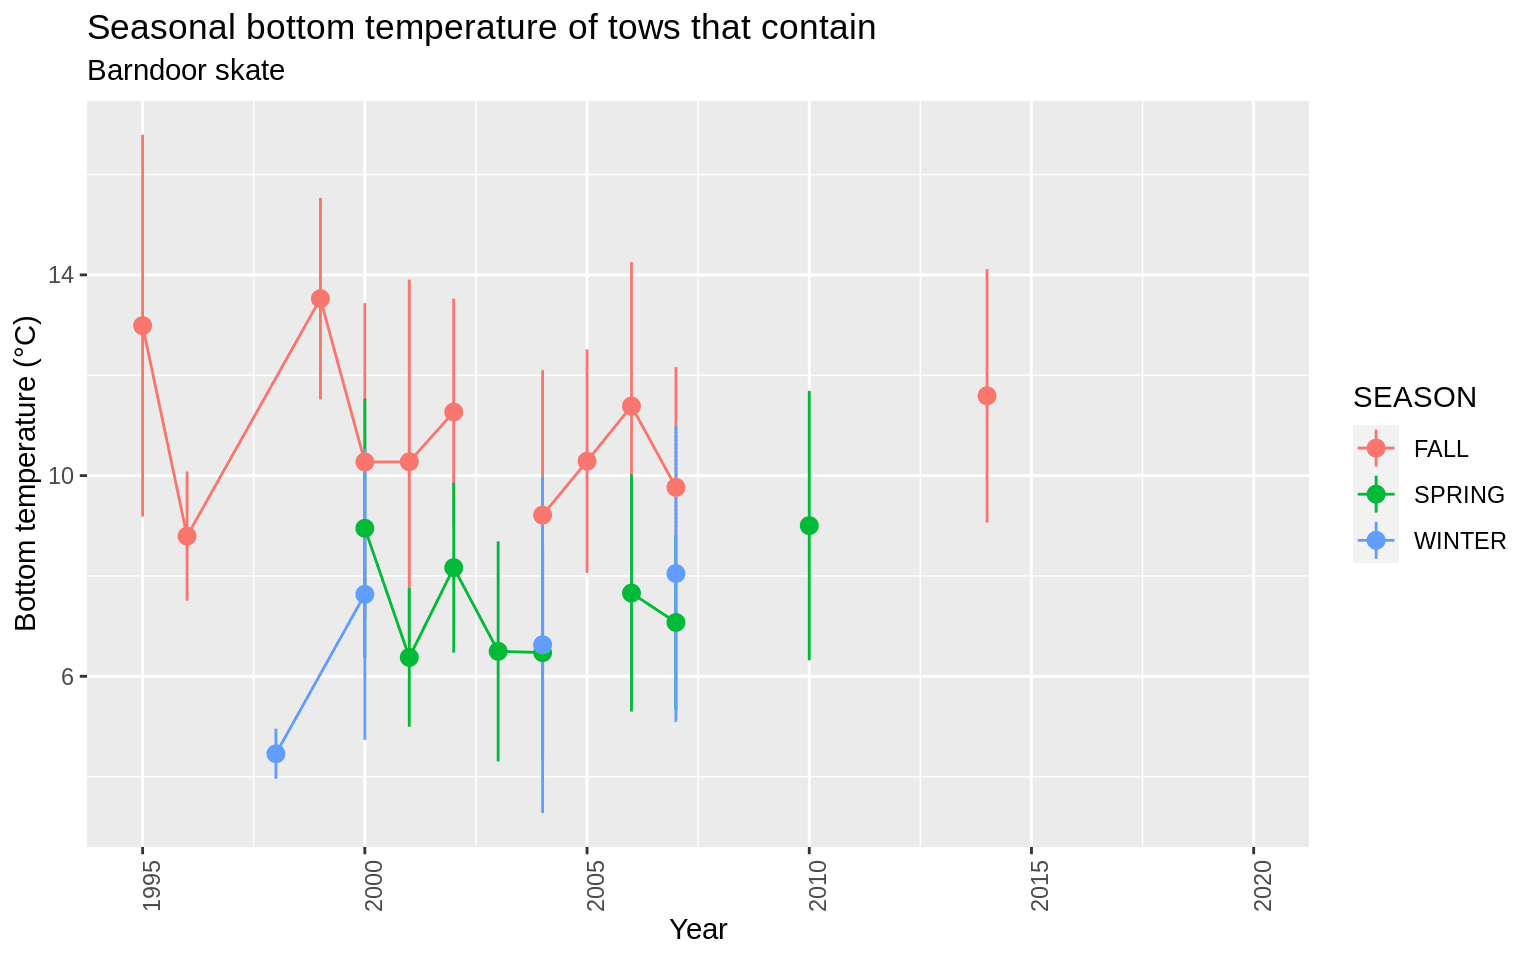 Seasonal bottom temperature of tows that contain
Barndoor skate
Bottom temperature (°C)
14
10
6
1995
2000
2005
2010
2015
2020
Year
SEASON
FALL
SPRING
WINTER